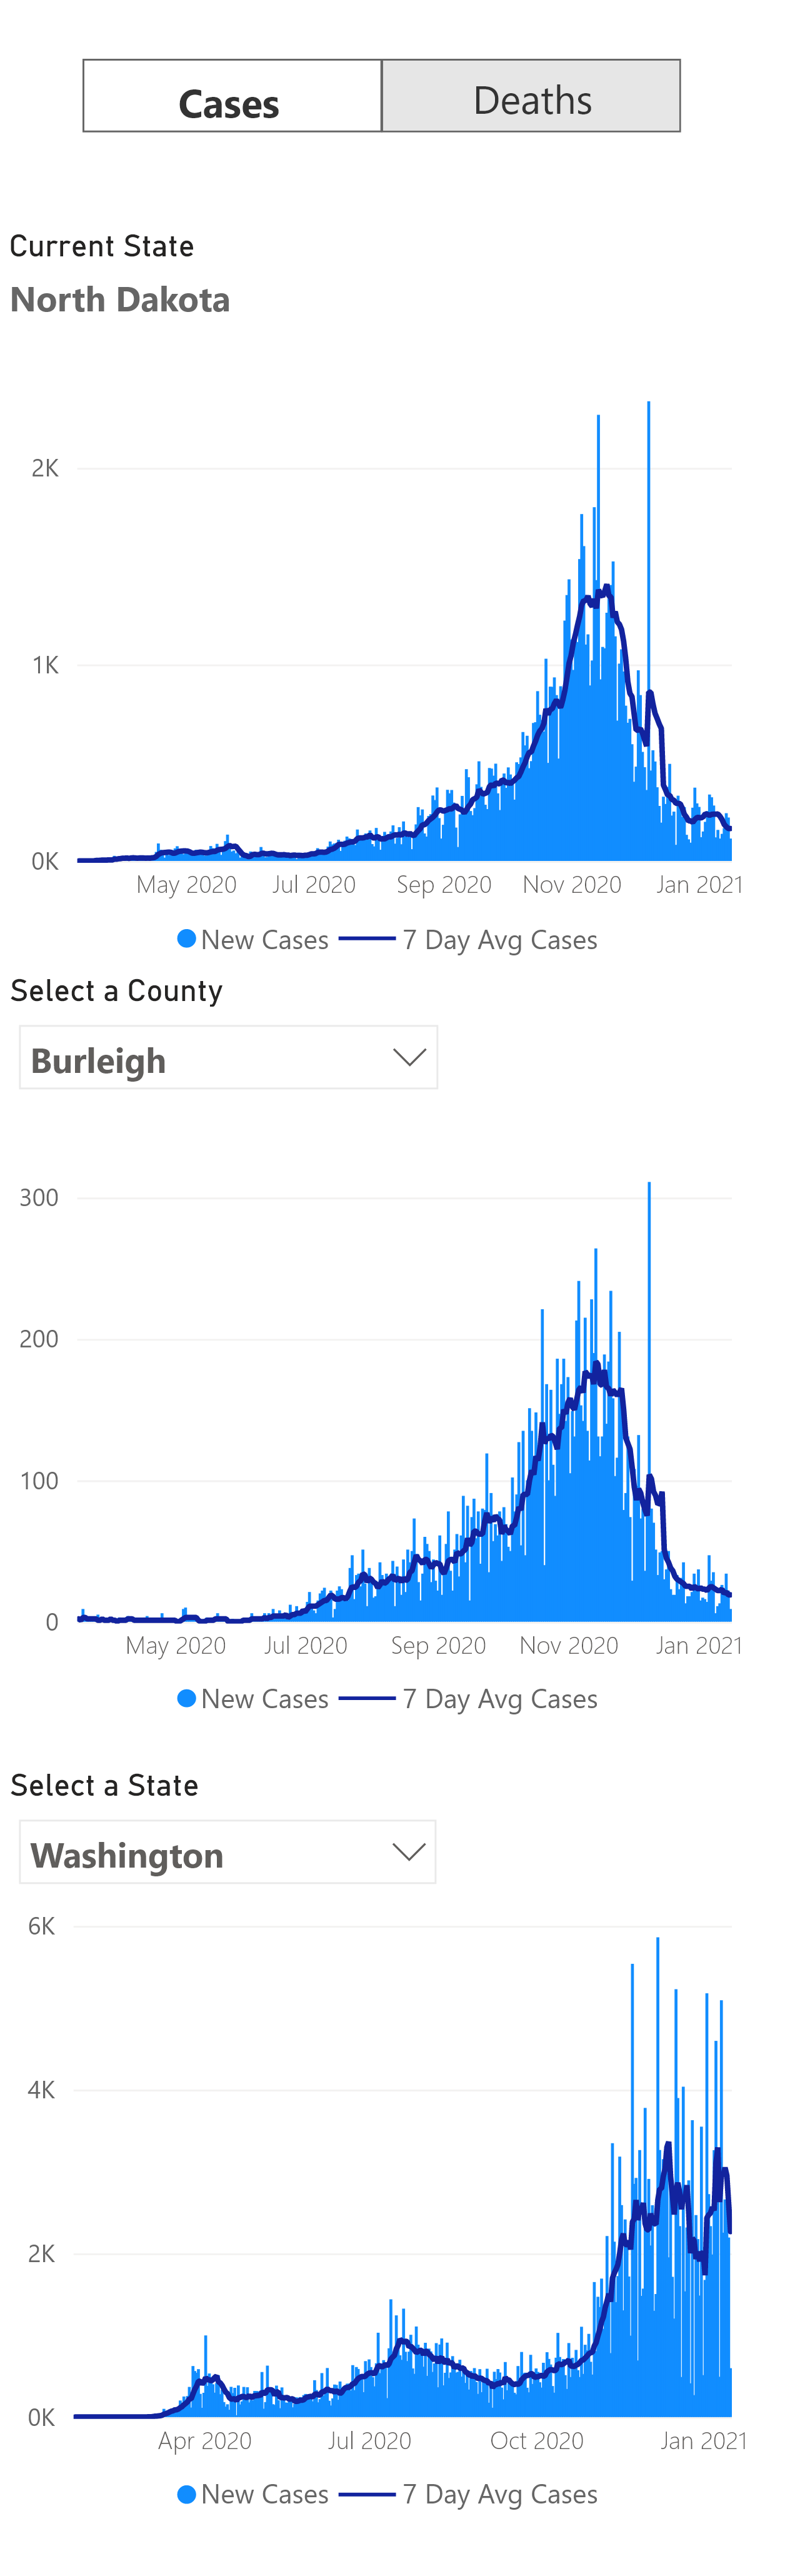 Cases Deaths
Current State
North Dakota
2K
1K
0K
May 2020 Jul 2020 Sep 2020 Nov 2020 Jan 2021
New Cases 7 Day Avg Cases
Select a County
Burleigh
300
200
100
0
May 2020 Jul 2020 Sep 2020 Nov 2020 Jan 2021
New Cases 7 Day Avg Cases
Select a State
Washington
6K
4K
2K
0K
Apr 2020 Jul 2020 Oct 2020 Jan 2021
New Cases 7 Day Avg Cases